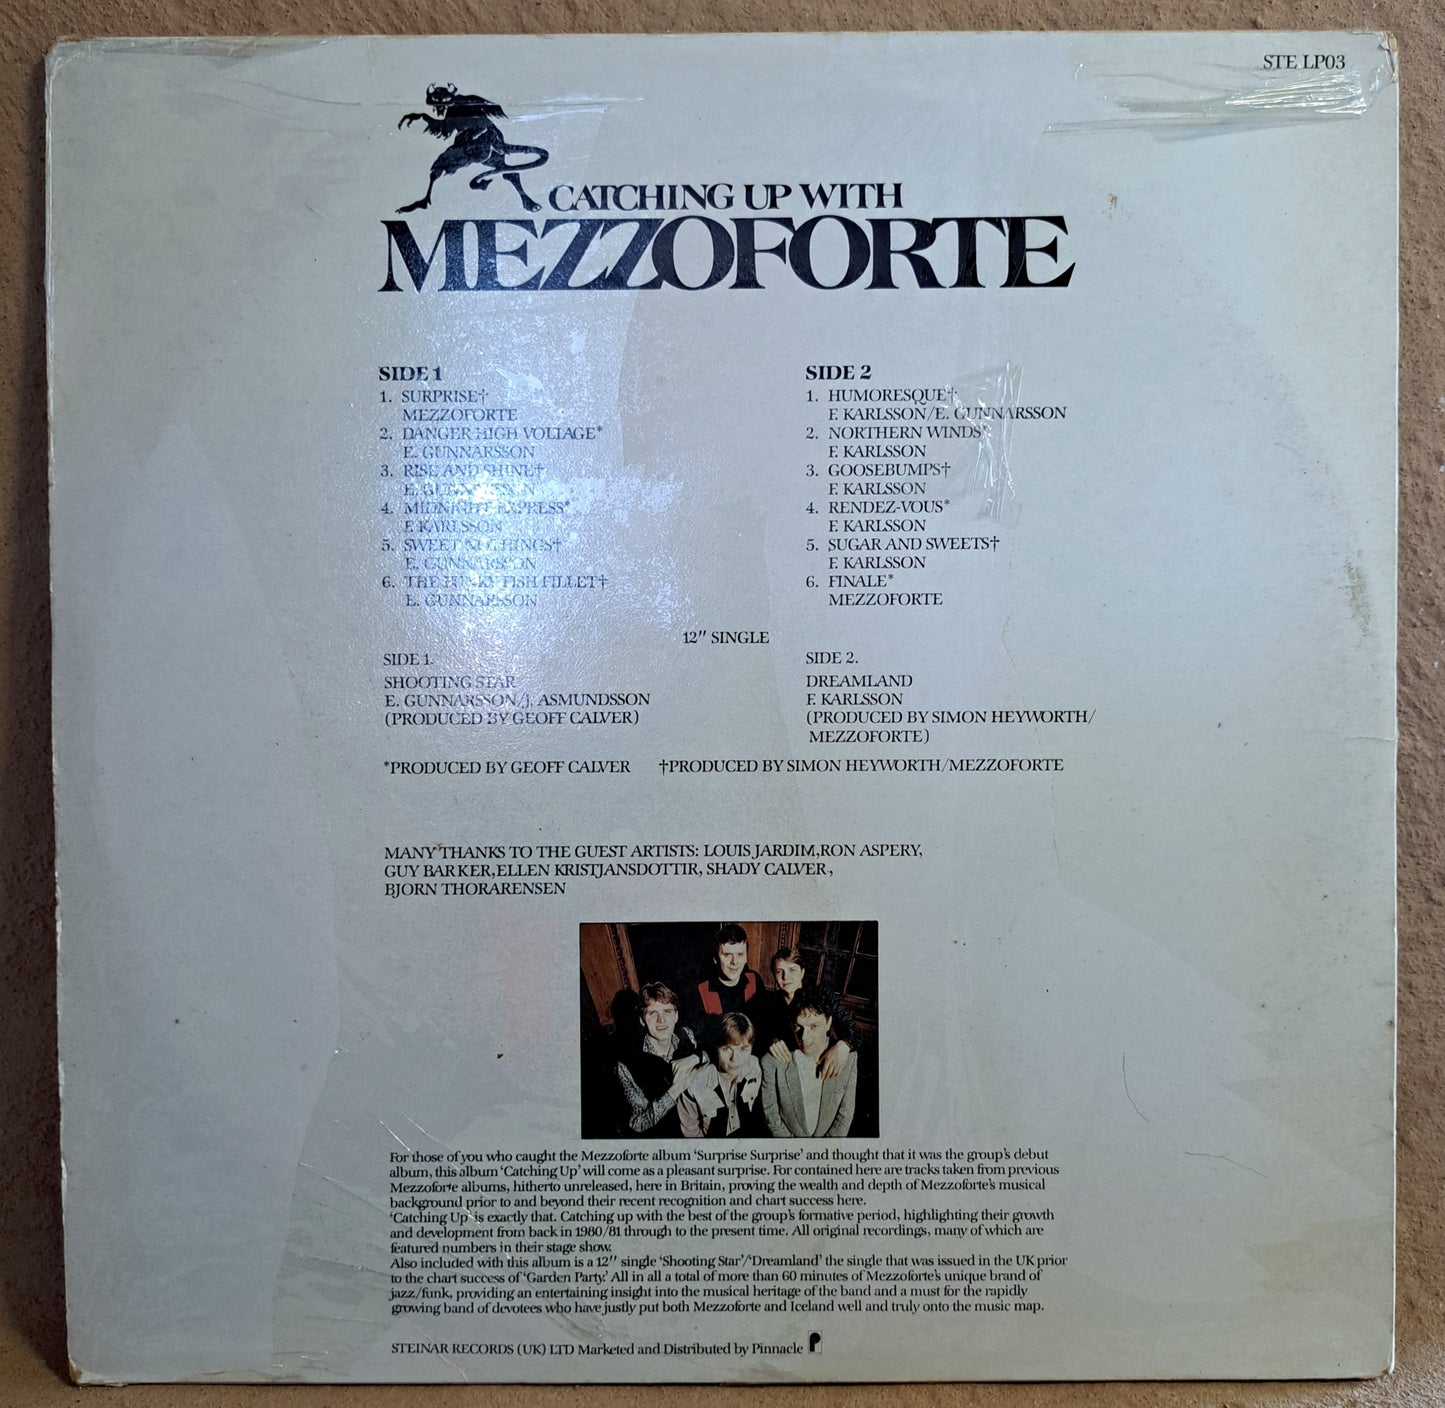 STE LP03
CATCHING UP WITH
MEZZOFORTE
SIDE 1
1. SURPRISE†
MEZZOFORTE
2. DANGER HIGH VOLTAGE*
E. GUNNARSSON
3. RISE AND SHINE†
E. GUNNARSSON
4. MIDNIGHT EXPRESS*
F. KARLSSON
5. SWEET NOTHINGS†
E. GUNNARSSON
6. THE FUNKY FISH FILLET†
E. GUNNARSSON
SIDE 2
1. HUMORESQUE†
F. KARLSSON/E. GUNNARSSON
2. NORTHERN WINDS*
F. KARLSSON
3. GOOSEBUMPS†
F. KARLSSON
4. RENDEZ-VOUS*
F. KARLSSON
5. SUGAR AND SWEETS†
F. KARLSSON
6. FINALE*
MEZZOFORTE
12" SINGLE
SIDE 1.
SHOOTING STAR
E. GUNNARSSON/J. ASMUNDSSON
(PRODUCED BY GEOFF CALVER)
SIDE 2.
DREAMLAND
F. KARLSSON
(PRODUCED BY SIMON HEYWORTH/
MEZZOFORTE)
*PRODUCED BY GEOFF CALVER †PRODUCED BY SIMON HEYWORTH/MEZZOFORTE
MANY THANKS TO THE GUEST ARTISTS: LOUIS JARDIM,RON ASPERY,
GUY BARKER,ELLEN KRISTJANSDOTTIR, SHADY CALVER,
BJORN THORARENSEN
For those of you who caught the Mezzoforte album 'Surprise Surprise' and thought that it was the group's debut
album, this album 'Catching Up' will come as a pleasant surprise. For contained here are tracks taken from previous
Mezzoforte albums, hitherto unreleased, here in Britain, proving the wealth and depth of Mezzoforte's musical
background prior to and beyond their recent recognition and chart success here.
'Catching Up' is exactly that. Catching up with the best of the group's formative period, highlighting their growth
and development from back in 1980/81 through to the present time. All original recordings, many of which are
featured numbers in their stage show.
Also included with this album is a 12" single 'Shooting Star'/'Dreamland' the single that was issued in the UK prior
to the chart success of 'Garden Party.' All in all a total of more than 60 minutes of Mezzoforte's unique brand of
jazz/funk, providing an entertaining insight into the musical heritage of the band and a must for the rapidly
growing band of devotees who have justly put both Mezzoforte and Iceland well and truly onto the music map.
STEINAR RECORDS (UK) LTD Marketed and Distributed by Pinnacle P